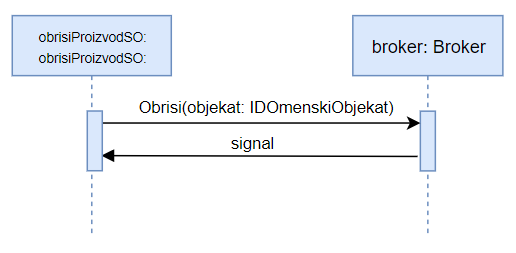 obrisiProizvodSO:
obrisiProizvodSO:
broker: Broker
Obrisi(objekat: IDOmenskiObjekat)
signal